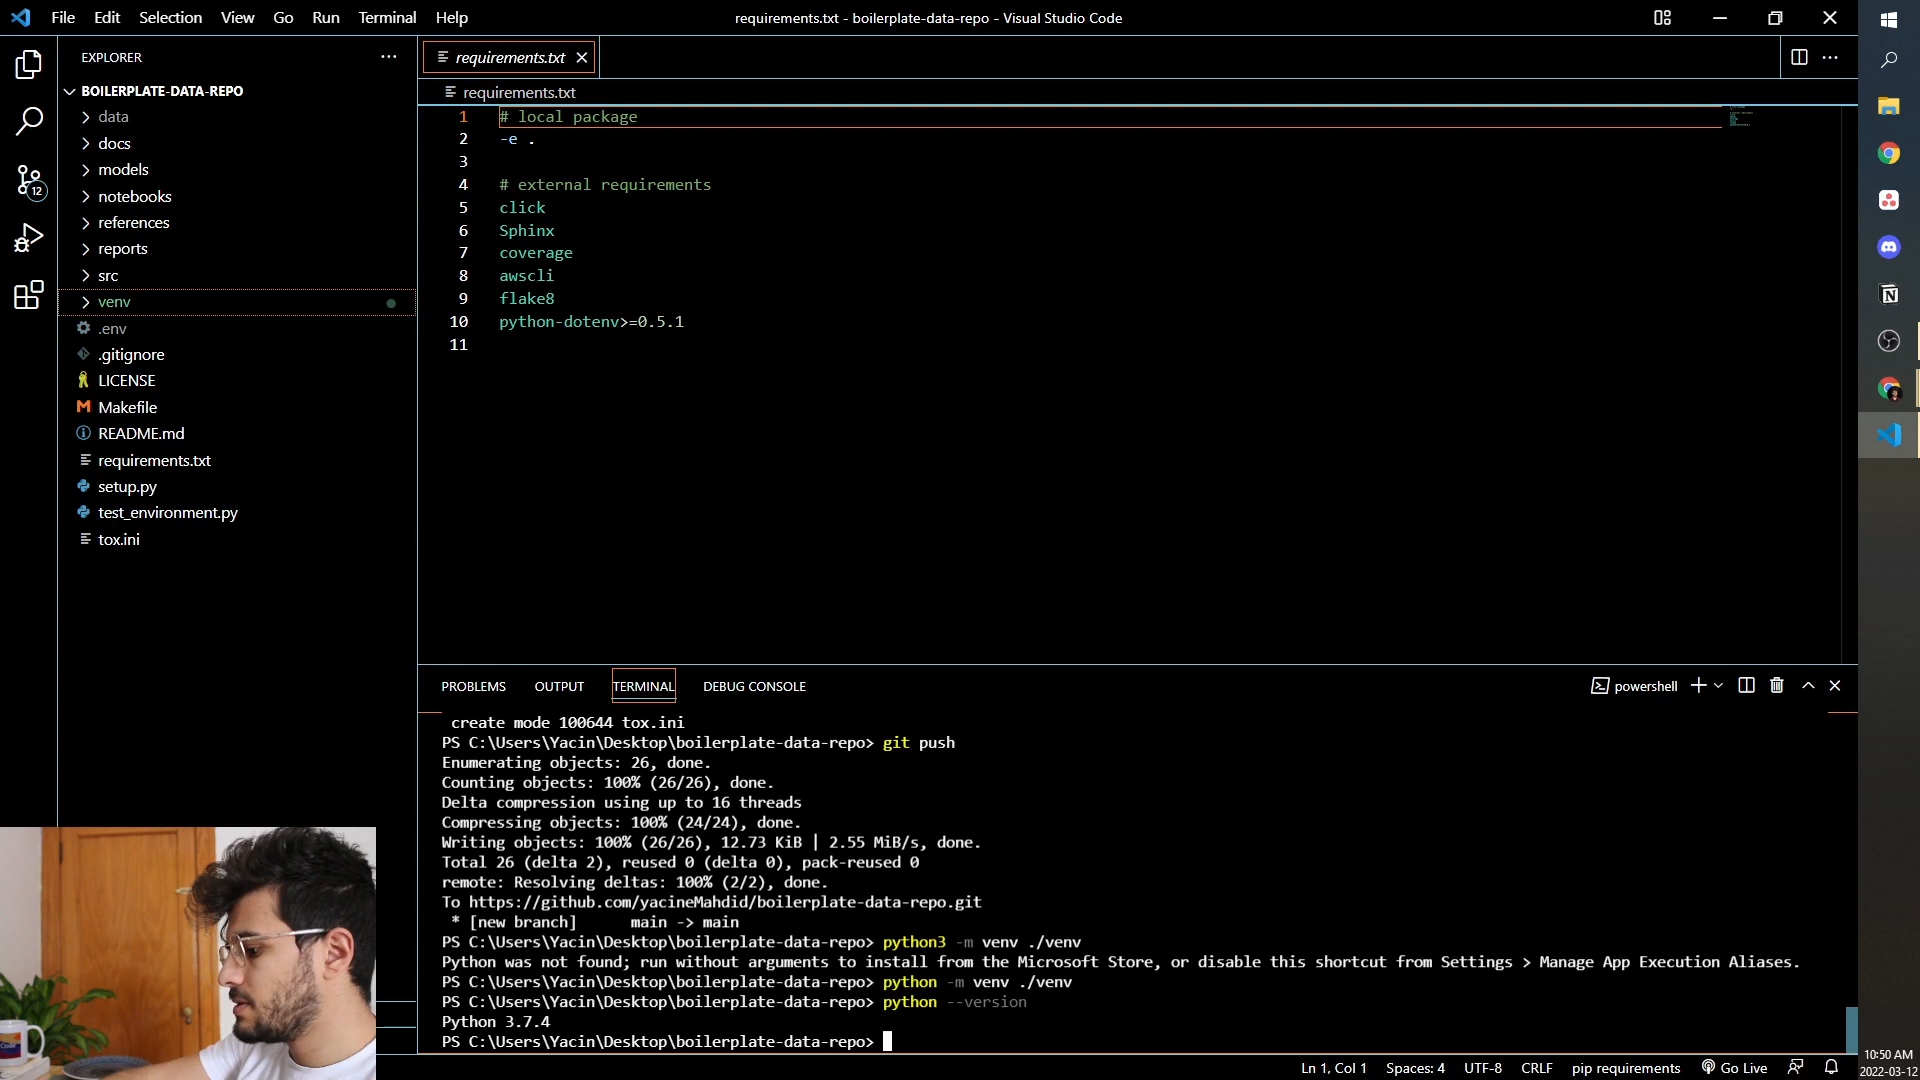 File Edit Selection View Go Run Terminal Help
requirements.txt - boilerplate-data-repo - Visual Studio Code
EXPLORER
BOILERPLATE-DATA-REPO
data
docs
models
notebooks
references
reports
src
venv
.env
.gitignore
LICENSE
Makefile
README.md
requirements.txt
setup.py
test_environment.py
tox.ini
12
requirements.txt
requirements.txt
1 # local package
2 -e .
3
4 # external requirements
5 click
6 Sphinx
7 coverage
8 awscli
9 flake8
10 python-dotenv>=0.5.1
11
PROBLEMS OUTPUT TERMINAL DEBUG CONSOLE
powershell
create mode 100644 tox.ini
PS C:\Users\Yacin\Desktop\boilerplate-data-repo> git push
Enumerating objects: 26, done.
Counting objects: 100% (26/26), done.
Delta compression using up to 16 threads
Compressing objects: 100% (24/24), done.
Writing objects: 100% (26/26), 12.73 KiB | 2.55 MiB/s, done.
Total 26 (delta 2), reused 0 (delta 0), pack-reused 0
remote: Resolving deltas: 100% (2/2), done.
To https://github.com/yacineMahdid/boilerplate-data-repo.git
* [new branch] main -> main
PS C:\Users\Yacin\Desktop\boilerplate-data-repo> python3 -m venv ./venv
Python was not found; run without arguments to install from the Microsoft Store, or disable this shortcut from Settings > Manage App Execution Aliases.
PS C:\Users\Yacin\Desktop\boilerplate-data-repo> python -m venv ./venv
PS C:\Users\Yacin\Desktop\boilerplate-data-repo> python --version
Python 3.7.4
PS C:\Users\Yacin\Desktop\boilerplate-data-repo>
Ln 1, Col 1 Spaces: 4 UTF-8 CRLF pip requirements Go Live
10:50 AM
2022-03-12